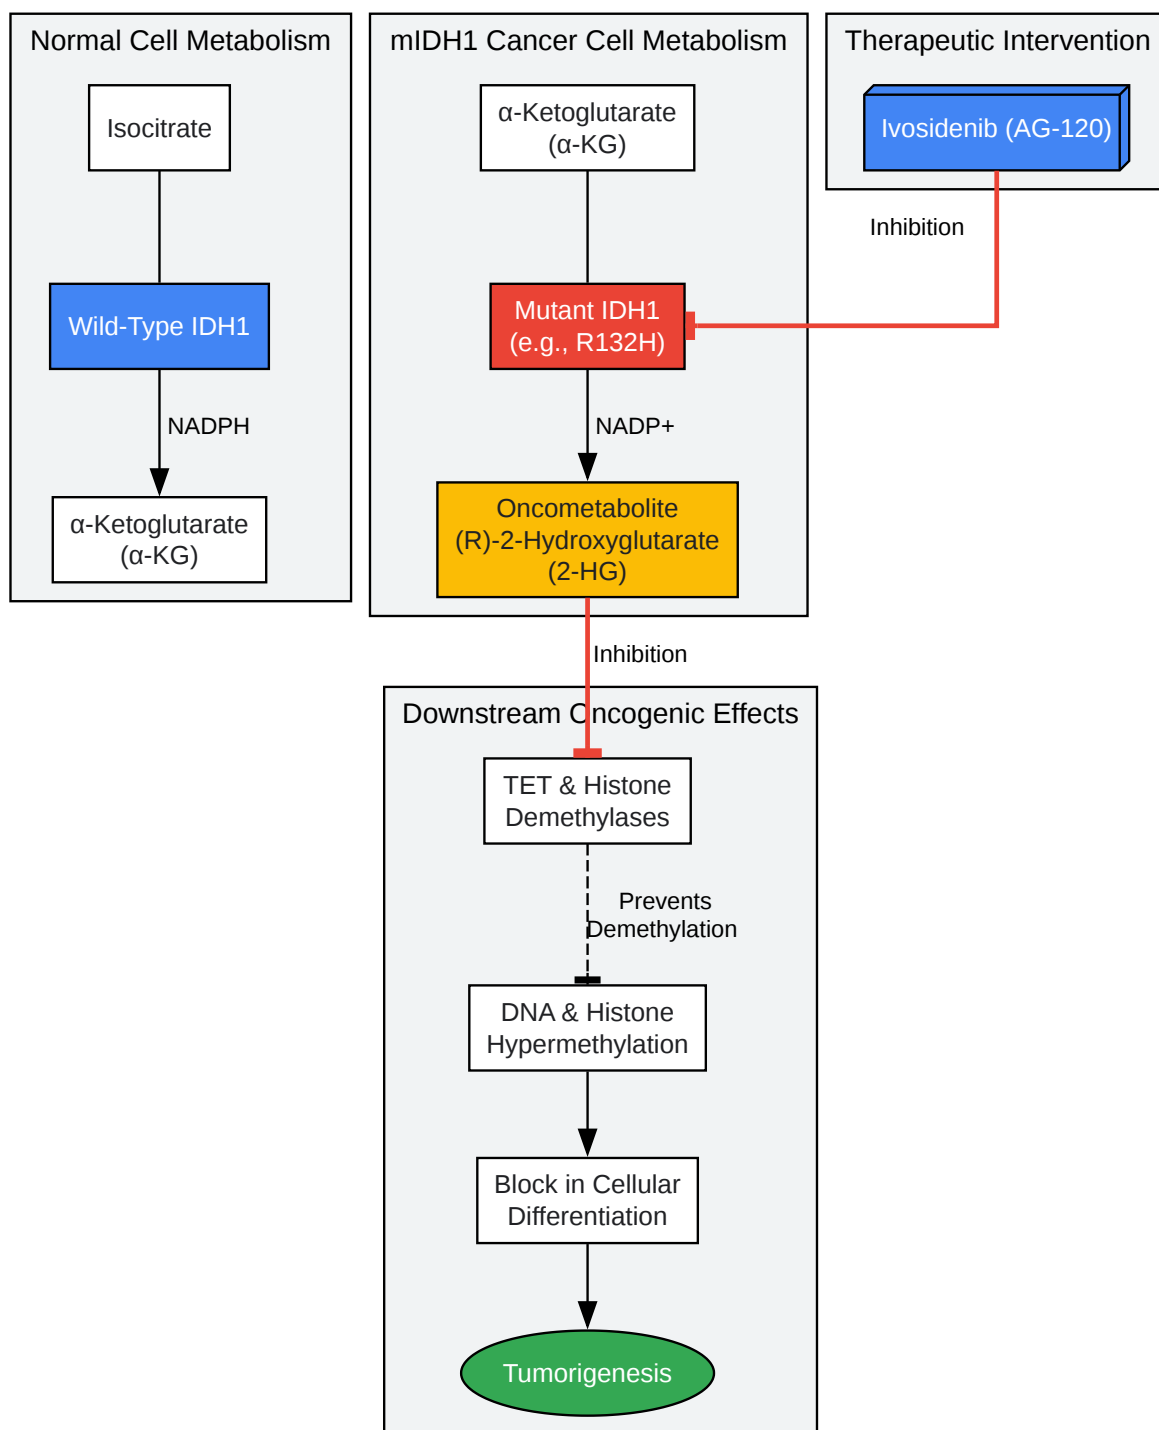 Normal Cell Metabolism
Isocitrate
Wild-Type IDH1
NADPH
α-Ketoglutarate
(α-KG)
mIDH1 Cancer Cell Metabolism
α-Ketoglutarate
(α-KG)
Mutant IDH1
(e.g., R132H)
NADP+
Oncometabolite
(R)-2-Hydroxyglutarate
(2-HG)
Therapeutic Intervention
Ivosidenib (AG-120)
Inhibition
Inhibition
Downstream Oncogenic Effects
TET & Histone
Demethylases
Prevents
Demethylation
DNA & Histone
Hypermethylation
Block in Cellular
Differentiation
Tumorigenesis